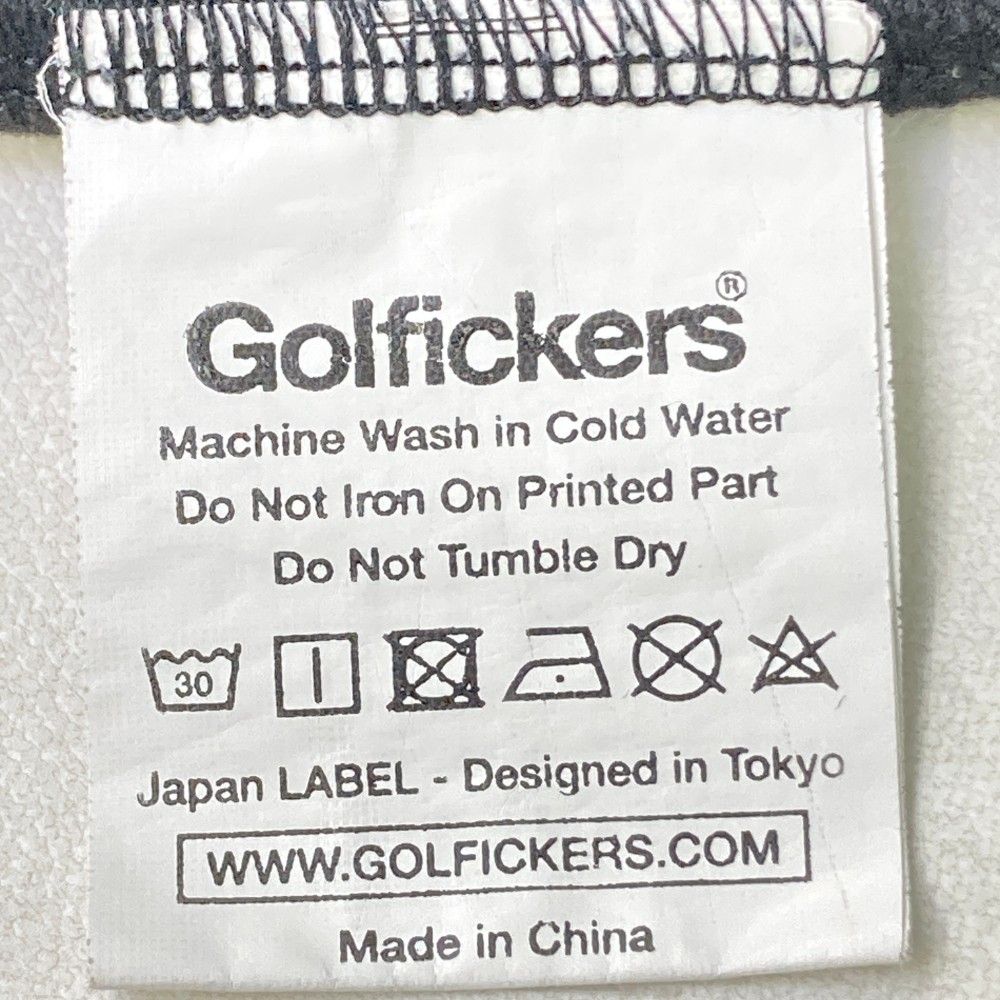 Golfickers®
Machine Wash in Cold Water
Do Not Iron On Printed Part
Do Not Tumble Dry
30
Japan LABEL - Designed in Tokyo
WWW.GOLFICKERS.COM
Made in China